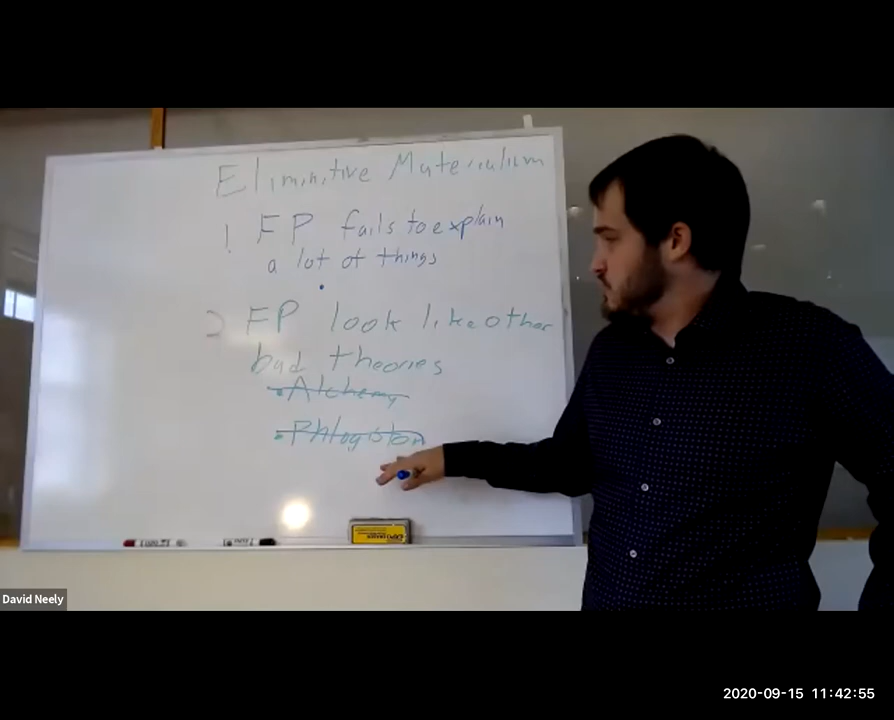 Eliminitive Materialism
1 FP fails to explain
a lot of things
2 FP look like other
bad theories
• Alchemy
• Phlogiston
EXPO
David Neely
2020-09-15 11:42:55